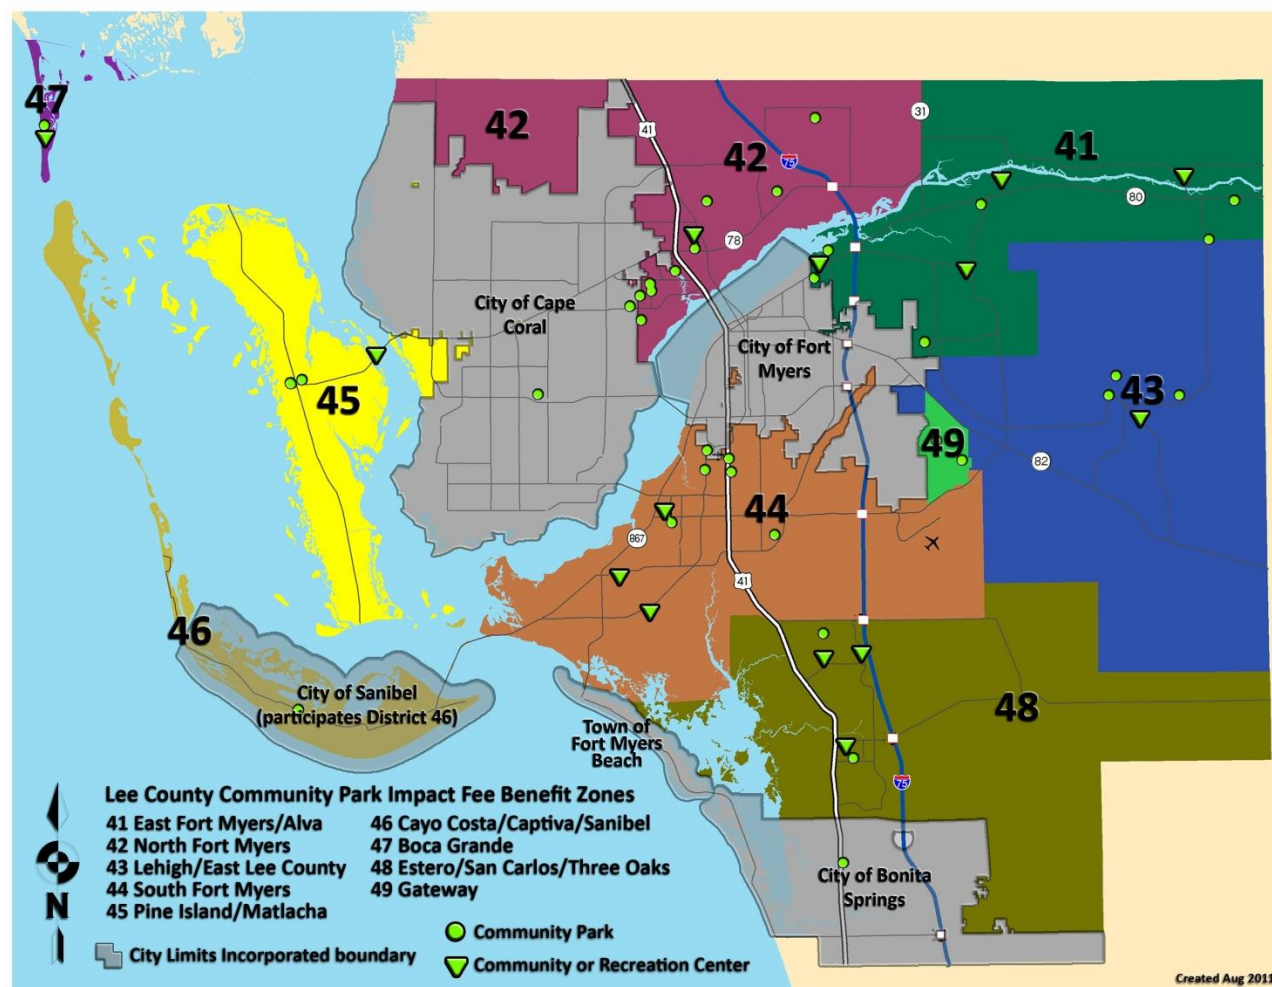 47
42
42
41
31
41
75
80
78
City of Cape
Coral
City of Fort
Myers
45
43
49
82
44
867
41
46
City of Sanibel
(participates District 46)
48
Town of
Fort Myers
Beach
75
Lee County Community Park Impact Fee Benefit Zones
41 East Fort Myers/Alva
42 North Fort Myers
43 Lehigh/East Lee County
44 South Fort Myers
45 Pine Island/Matlacha
46 Cayo Costa/Captiva/Sanibel
47 Boca Grande
48 Estero/San Carlos/Three Oaks
49 Gateway
City of Bonita
Springs
N
City Limits Incorporated boundary
Community Park
Community or Recreation Center
Created Aug 2011